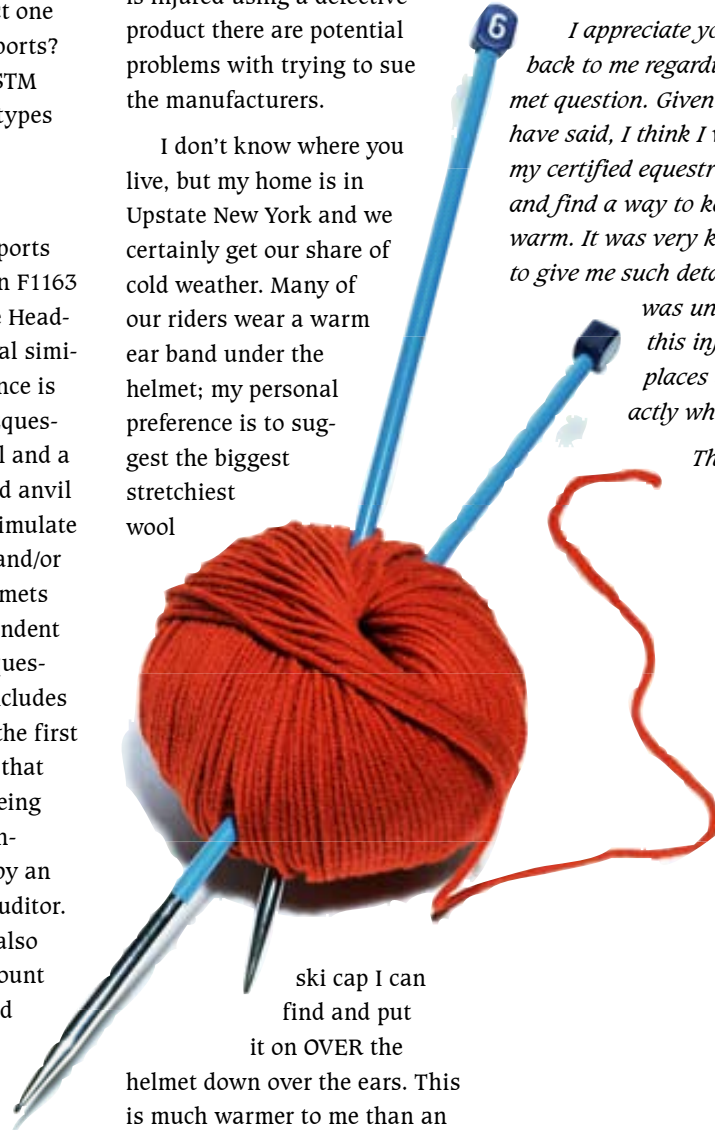 t one
ports?
STM
types
ports
n F1163
e Head-
al simi-
nce is
ques-
l and a
d anvil
imulate
and/or
mets
ndent
ques-
cludes
the first
that
eing
n-
by an
uditor.
also
ount
d
is injured using a defective
product there are potential
problems with trying to sue
the manufacturers.
I don’t know where you
live, but my home is in
Upstate New York and we
certainly get our share of
cold weather. Many of
our riders wear a warm
ear band under the
helmet; my personal
preference is to sug-
gest the biggest
stretchiest
wool
ski cap I can
find and put
it on OVER the
helmet down over the ears. This
is much warmer to me than an
6
I appreciate yo
back to me regardi
met question. Given
have said, I think I
my certified equestr
and find a way to k
warm. It was very k
to give me such deta
was un
this inf
places
actly wh
Th